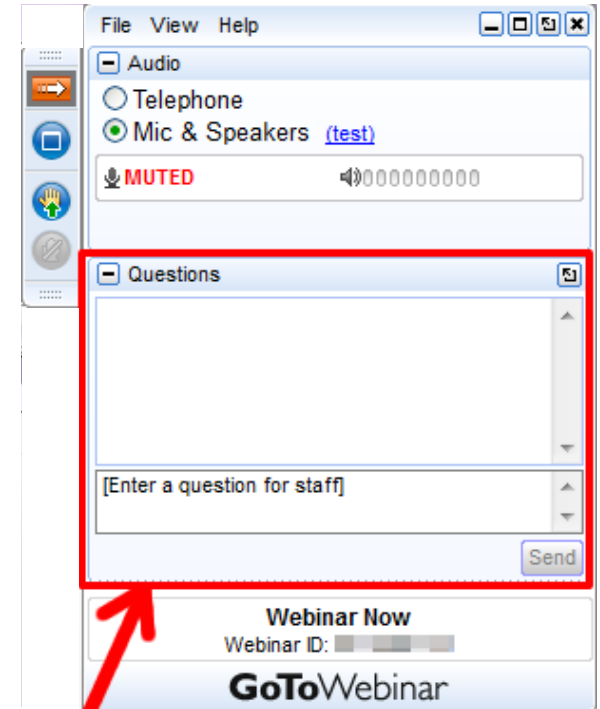 File View Help
Audio
Telephone
Mic & Speakers (test)
MUTED 000000000
Questions
[Enter a question for staff]
Send
Webinar Now
Webinar ID:
GoToWebinar